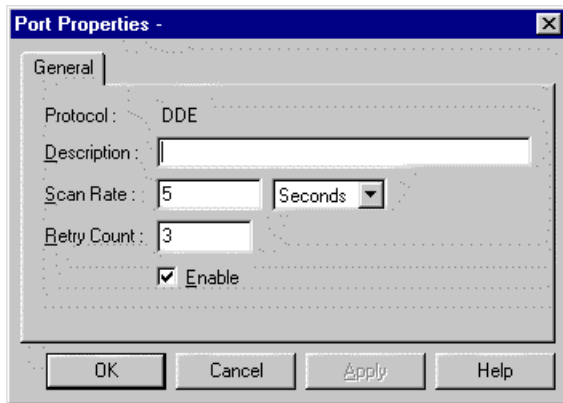 Port Properties -
General
Protocol : DDE
Description :
Scan Rate : 5 Seconds
Retry Count : 3
Enable
OK Cancel Apply Help